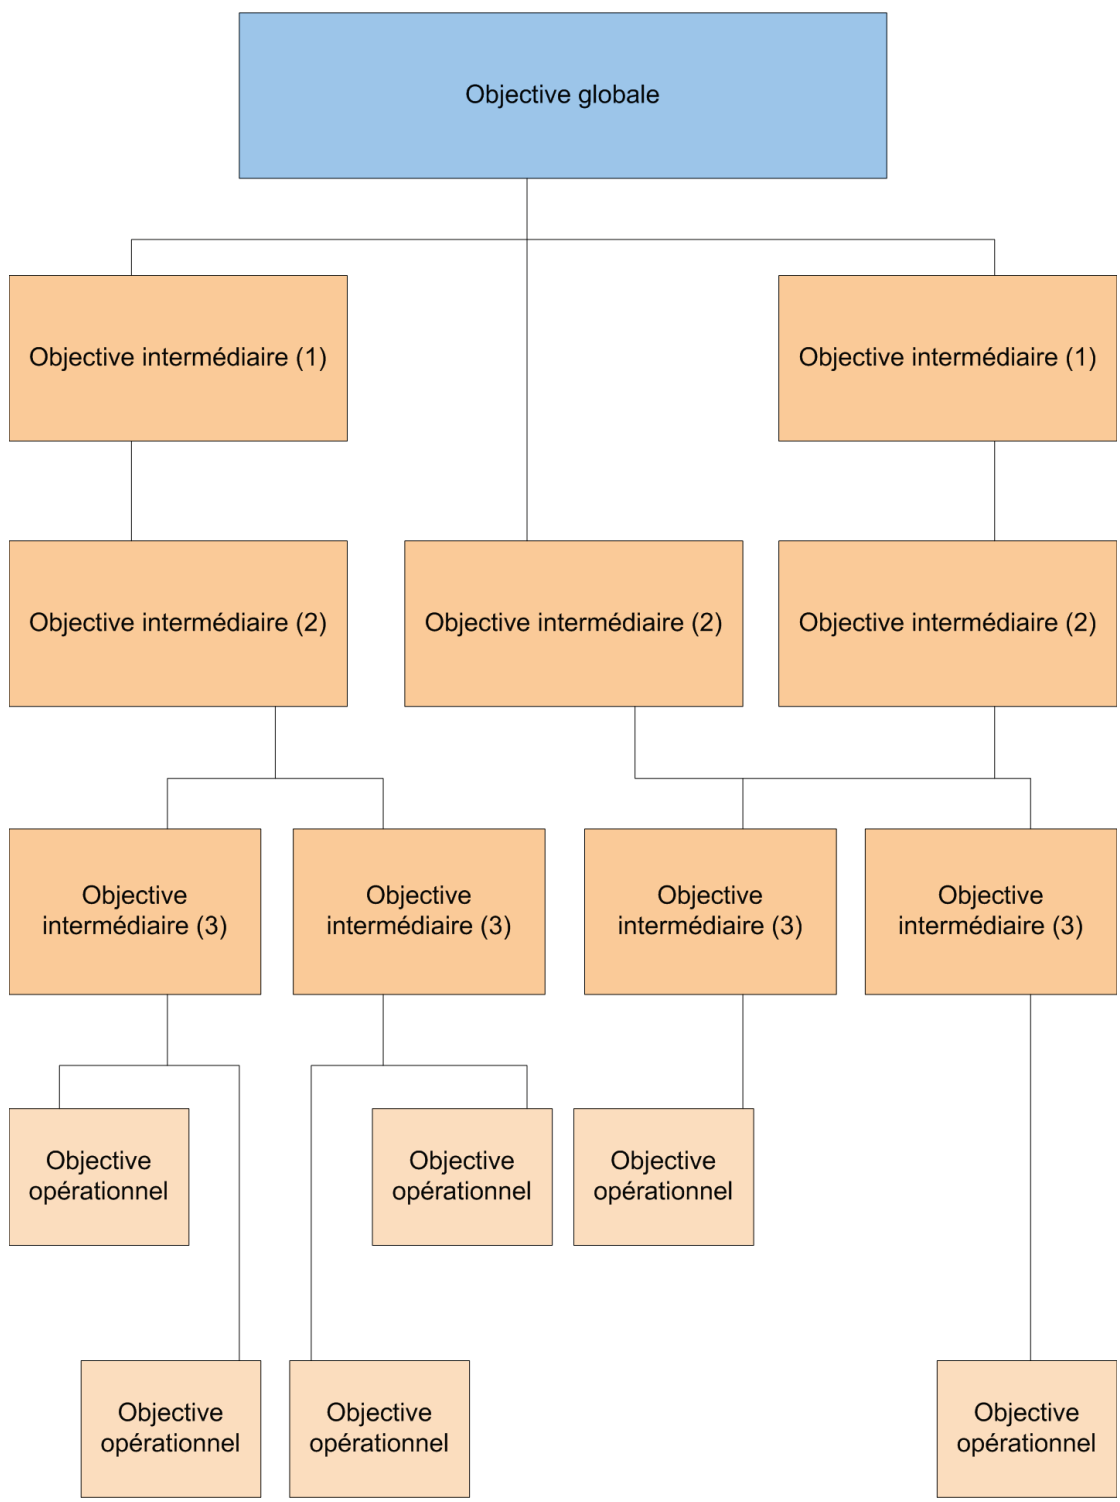 Objective globale
Objective intermédiaire (1)
Objective intermédiaire (1)
Objective intermédiaire (2)
Objective intermédiaire (2)
Objective intermédiaire (2)
Objective
intermédiaire (3)
Objective
intermédiaire (3)
Objective
intermédiaire (3)
Objective
intermédiaire (3)
Objective
opérationnel
Objective
opérationnel
Objective
opérationnel
Objective
opérationnel
Objective
opérationnel
Objective
opérationnel